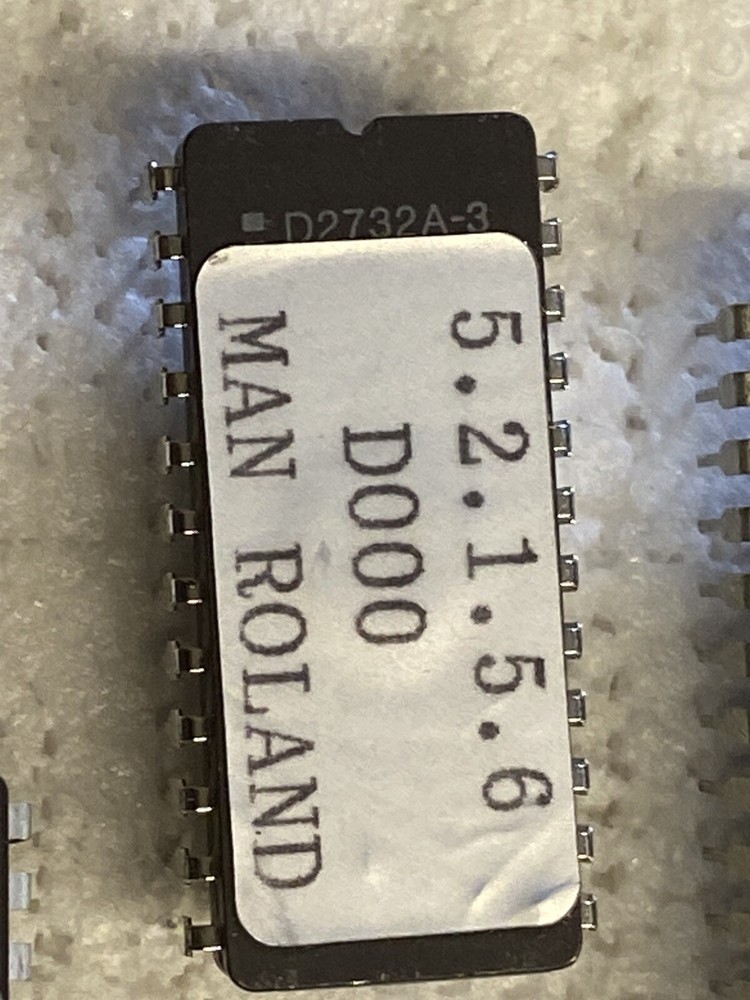 D2732A-3
5.2.1.5.6
D000
MAN ROLAND